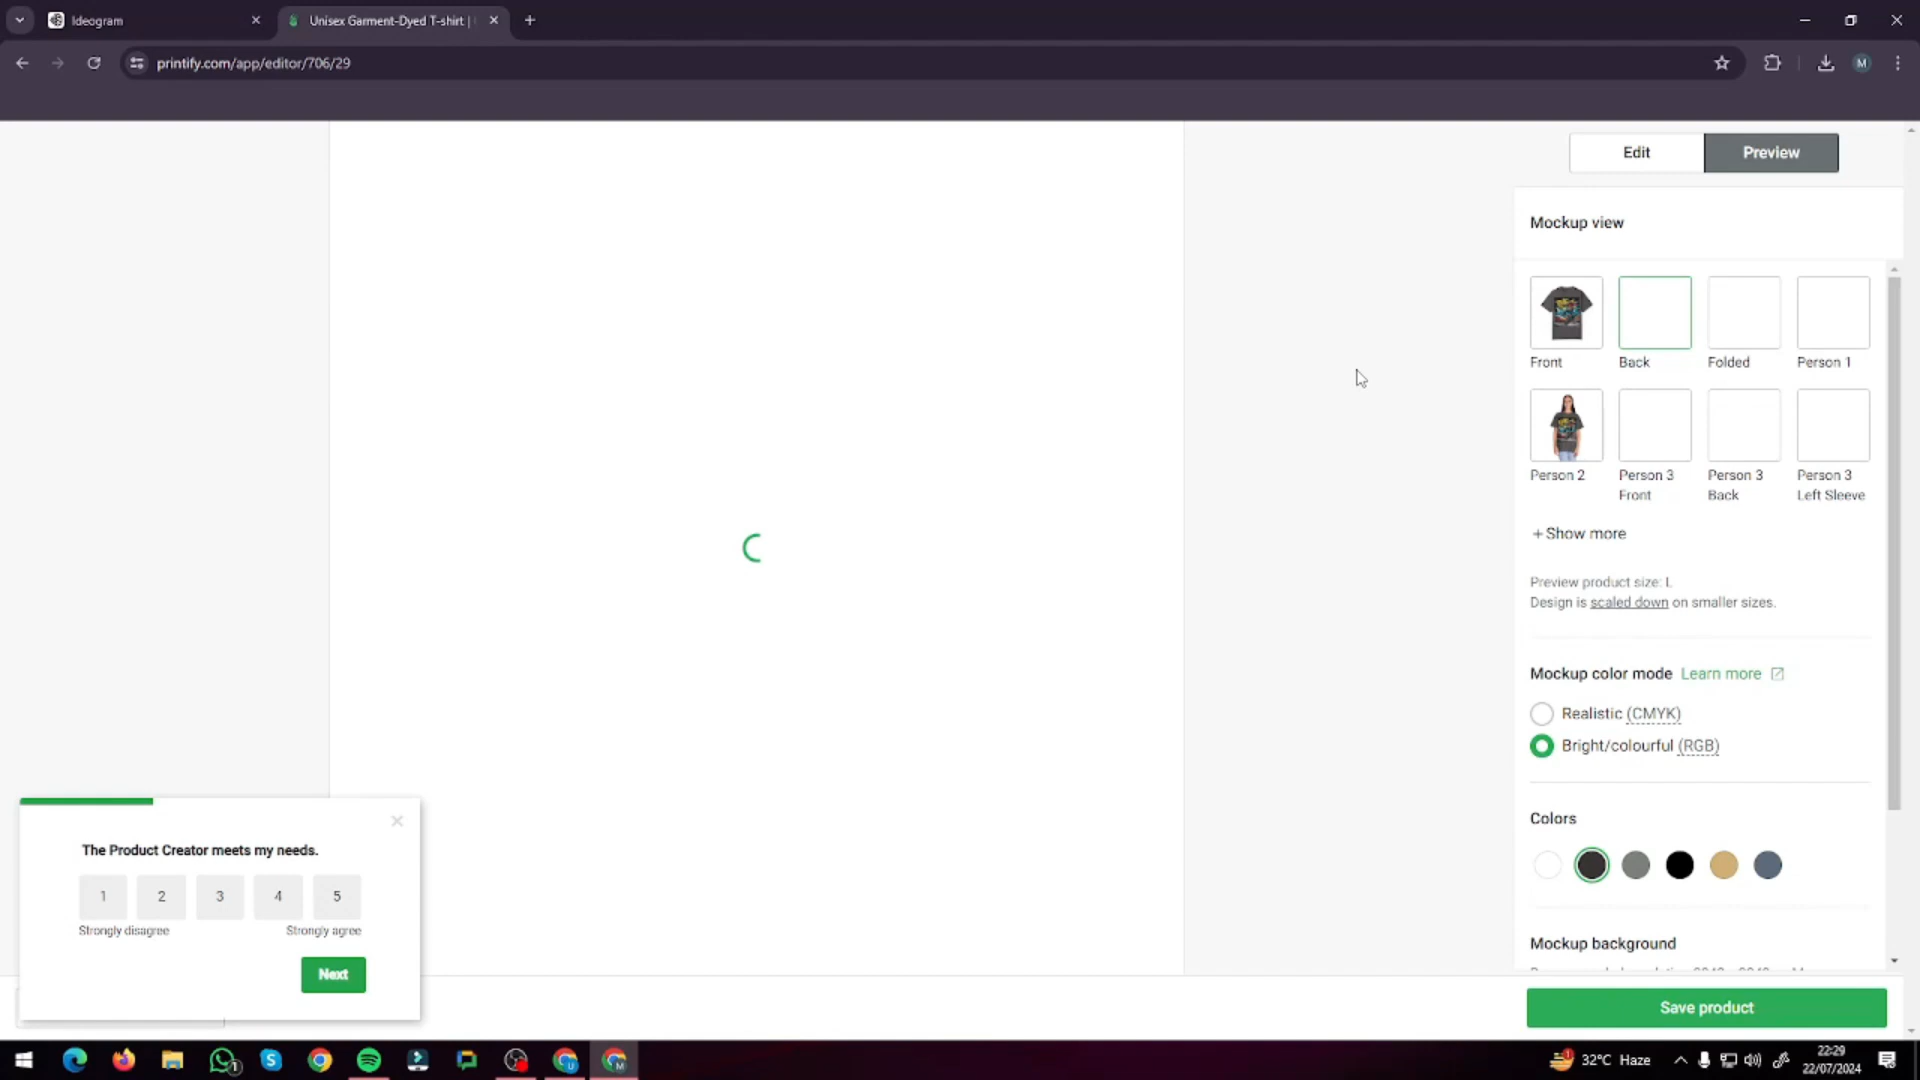 Ideogram
Unisex Garment-Dyed T-shirt |
printify.com/app/editor/706/29
M
Edit
Preview
Mockup view
Front
Back
Folded
Person 1
Person 2
Person 3
Front
Person 3
Back
Person 3
Left Sleeve
+ Show more
Preview product size: L
Design is scaled down on smaller sizes.
Mockup color mode Learn more
Realistic (CMYK)
Bright/colourful (RGB)
Colors
Mockup background
The Product Creator meets my needs.
1 2 3 4 5
Strongly disagree
Strongly agree
Next
Save product
32°C Haze
22:29
22/07/2024